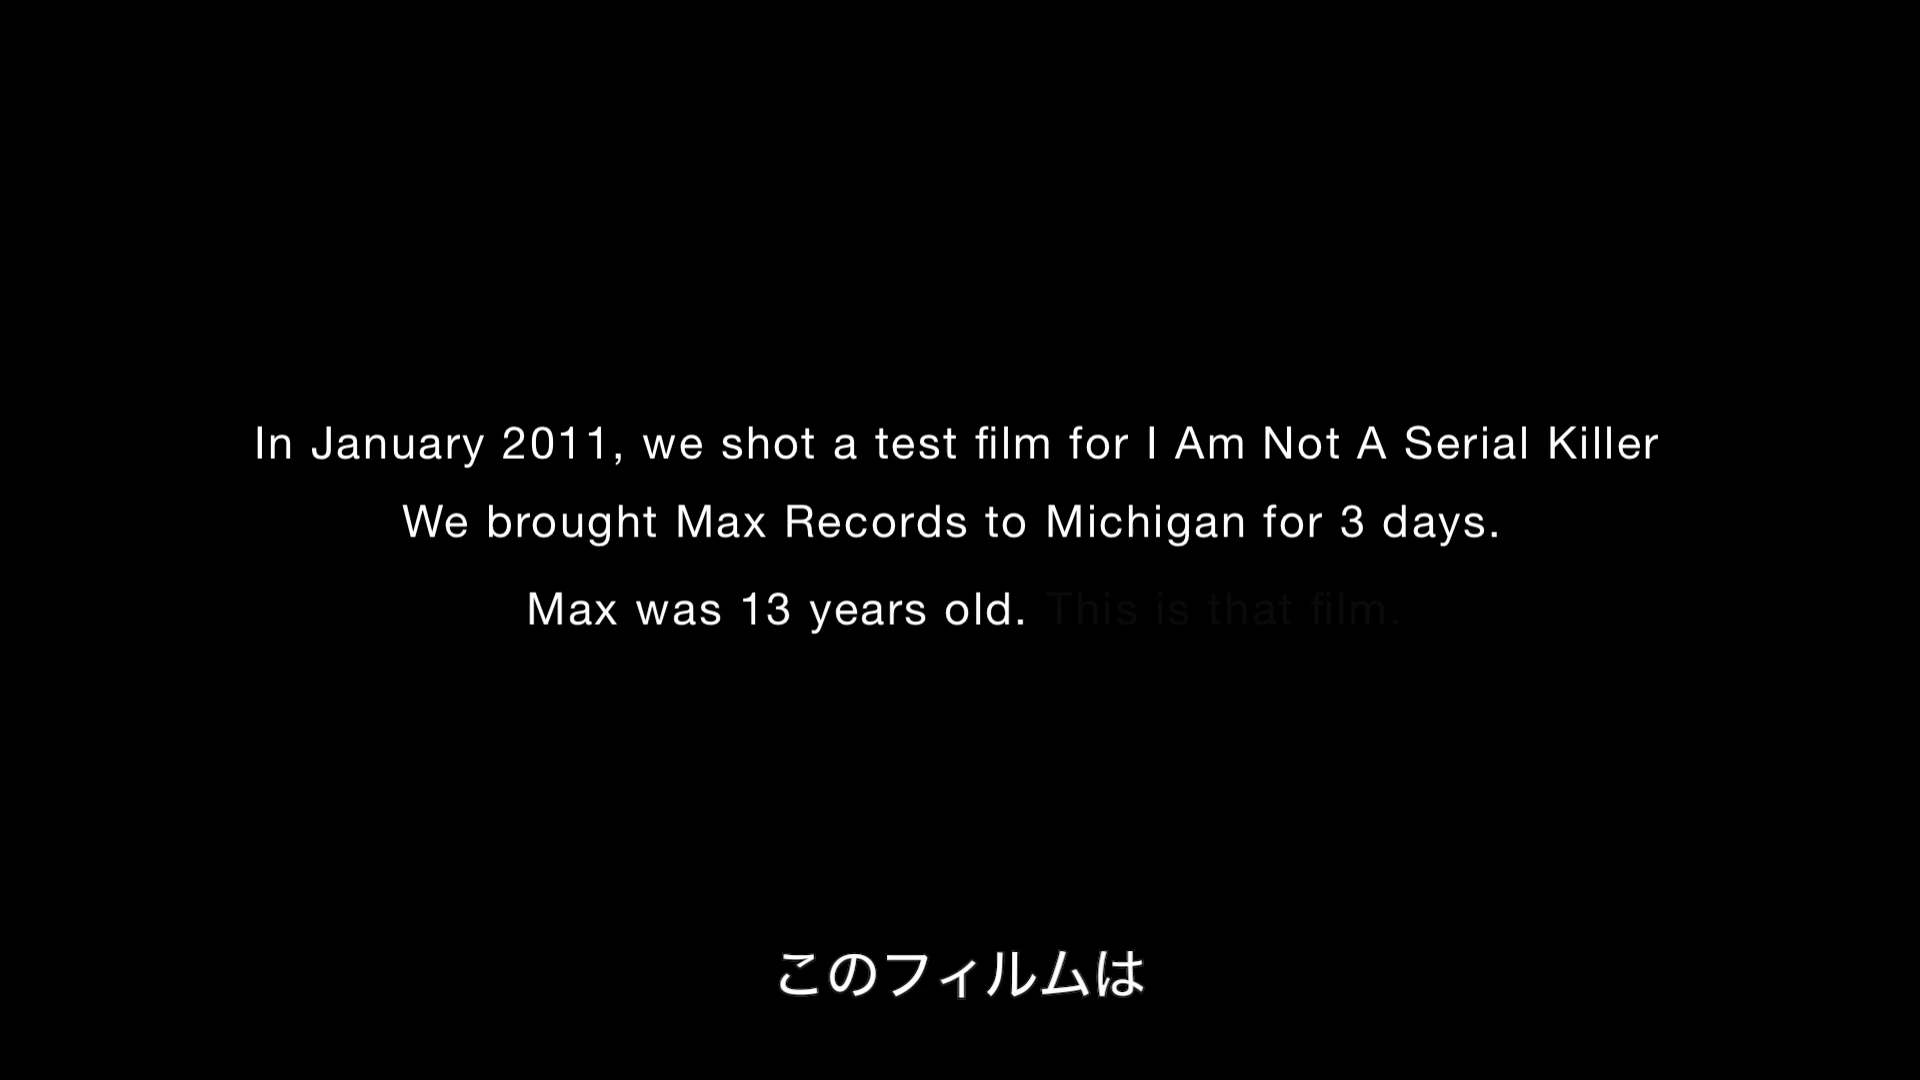 In January 2011, we shot a test film for I Am Not A Serial Killer
We brought Max Records to Michigan for 3 days.
Max was 13 years old. This is that film.
このフィルムは